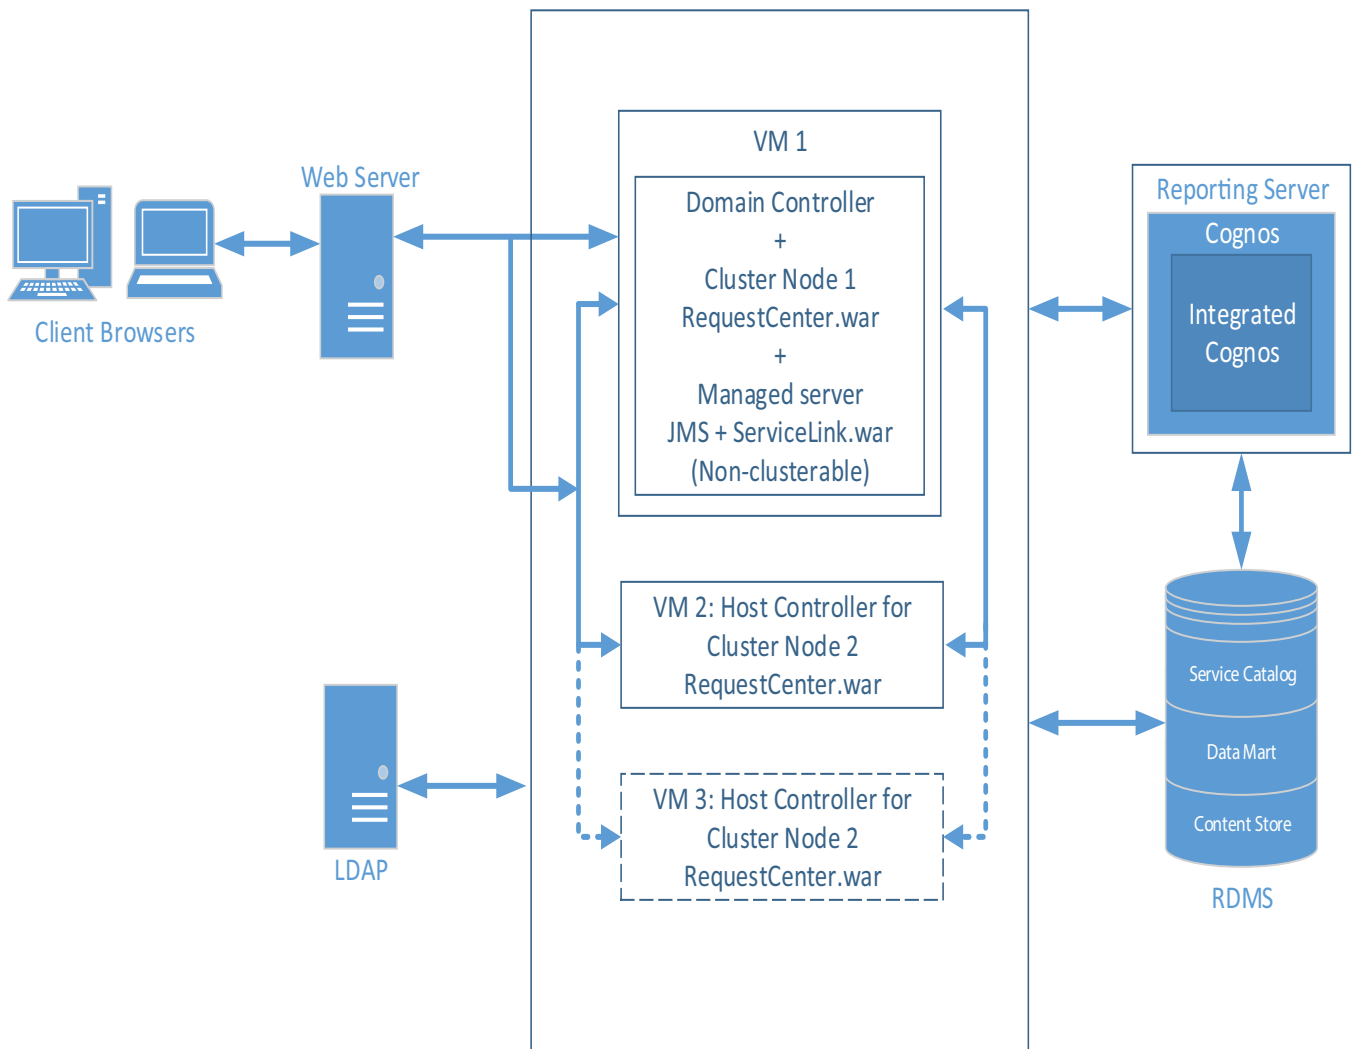 VM 1
Web Server
Domain Controller
+
Cluster Node 1
RequestCenter.war
+
Managed server
JMS + ServiceLink.war
(Non-clusterable)
Client Browsers
Reporting Server
Cognos
Integrated
Cognos
VM 2: Host Controller for
Cluster Node 2
RequestCenter.war
VM 3: Host Controller for
Cluster Node 2
RequestCenter.war
LDAP
Service Catalog
Data Mart
Content Store
RDMS